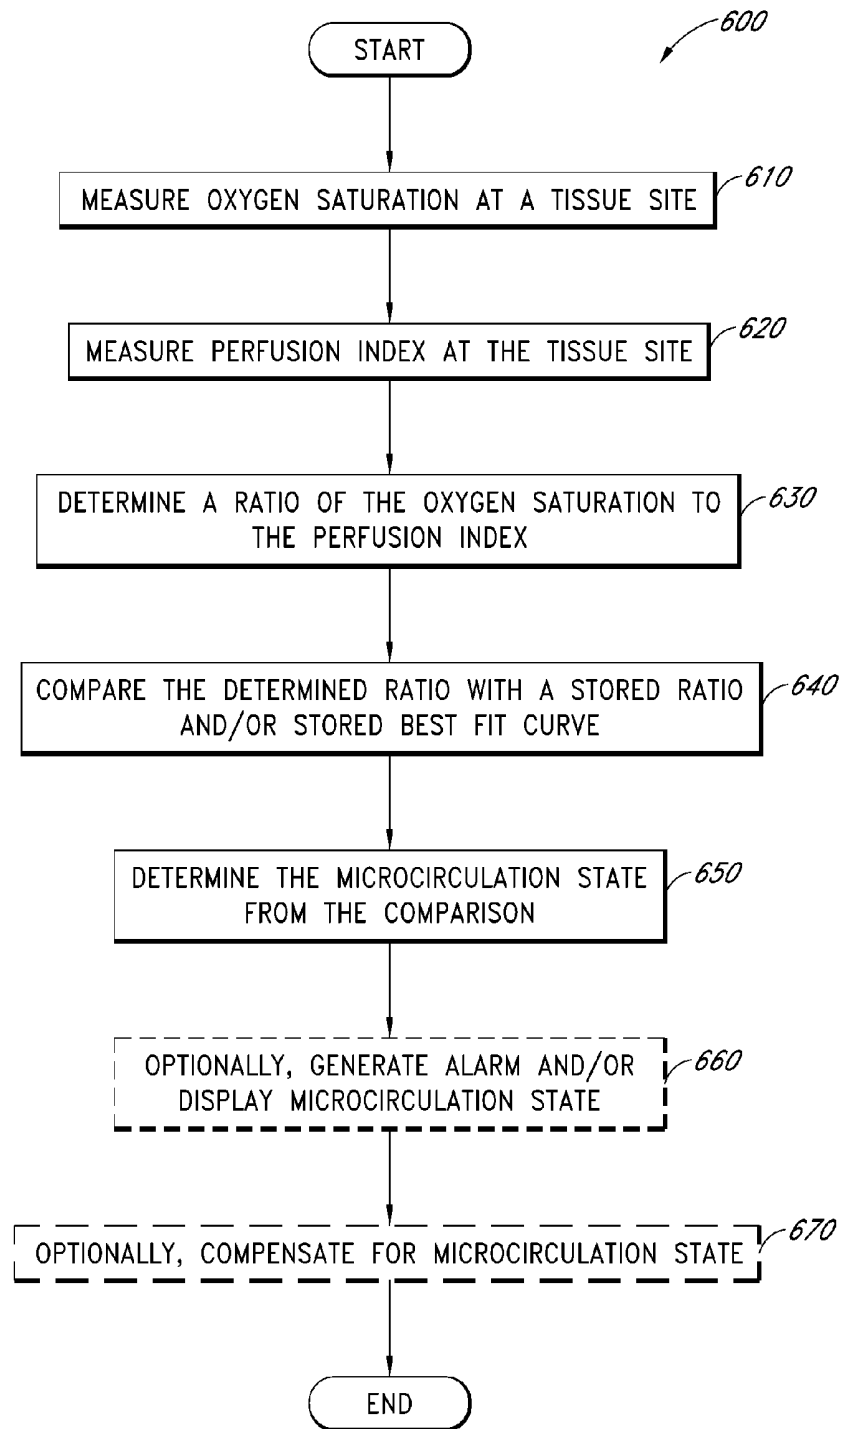 600
START
610
MEASURE OXYGEN SATURATION AT A TISSUE SITE
620
MEASURE PERFUSION INDEX AT THE TISSUE SITE
630
DETERMINE A RATIO OF THE OXYGEN SATURATION TO
THE PERFUSION INDEX
640
COMPARE THE DETERMINED RATIO WITH A STORED RATIO
AND/OR STORED BEST FIT CURVE
650
DETERMINE THE MICROCIRCULATION STATE
FROM THE COMPARISON
660
OPTIONALLY, GENERATE ALARM AND/OR
DISPLAY MICROCIRCULATION STATE
670
OPTIONALLY, COMPENSATE FOR MICROCIRCULATION STATE
END